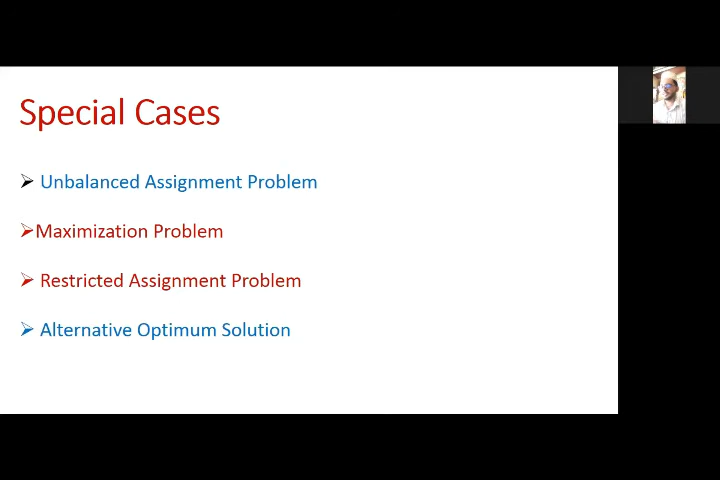 Special Cases
Unbalanced Assignment Problem
Maximization Problem
Restricted Assignment Problem
Alternative Optimum Solution